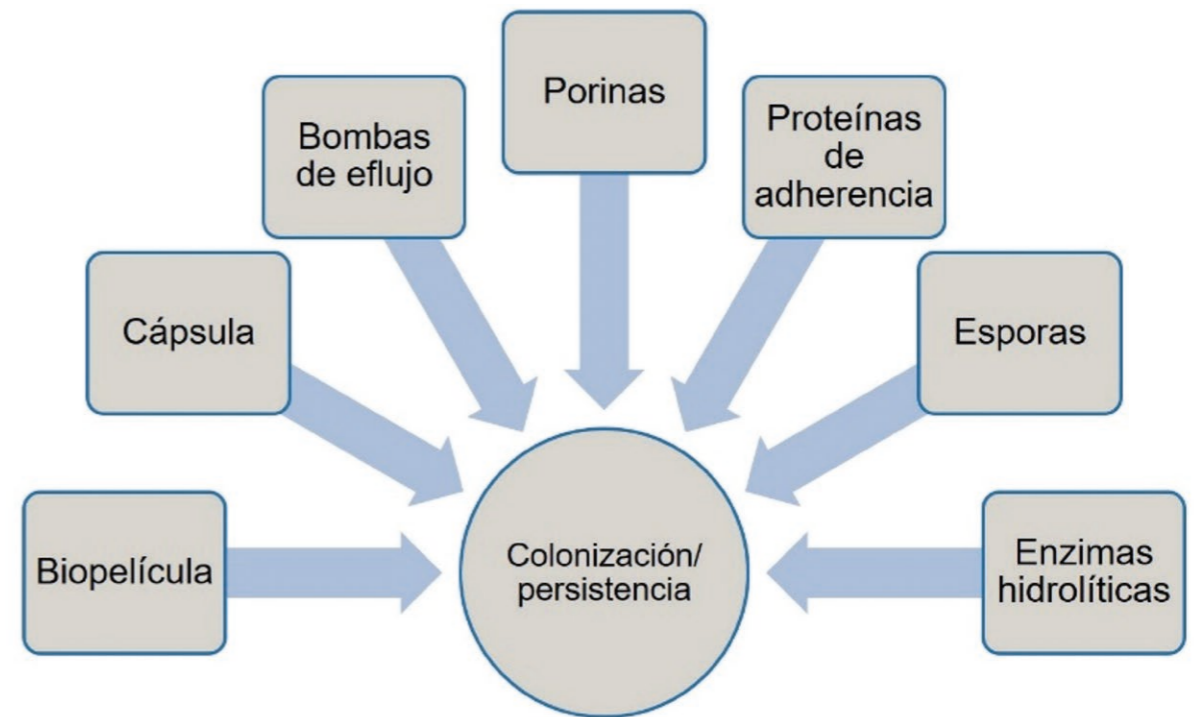 Porinas
Bombas
de eflujo
Proteínas
de
adherencia
Cápsula
Esporas
Biopelícula
Colonización/
persistencia
Enzimas
hidrolíticas